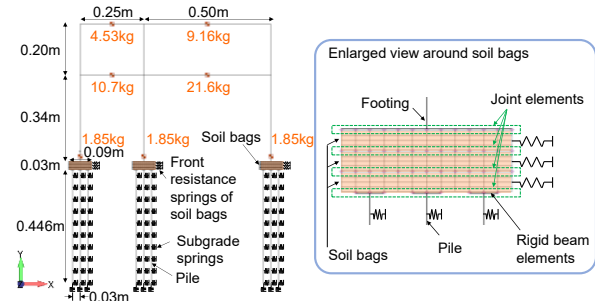 0.25m
0.50m
4.53kg
9.16kg
0.20m
10.7kg
21.6kg
0.34m
1.85kg
1.85kg
Soil bags
1.85kg
0.09m
0.03m
Front
resistance
springs of
soil bags
0.446m
Subgrade
springs
Pile
0.03m
Y
Z
X
Enlarged view around soil bags
Footing
Joint elements
Soil bags
Pile
Rigid beam
elements